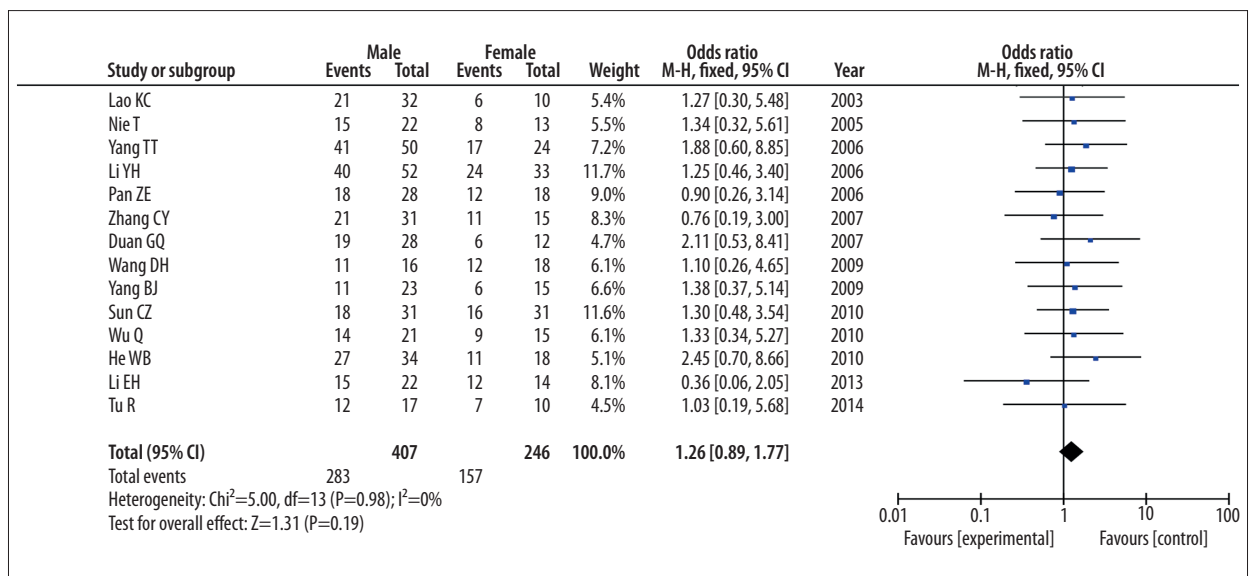 Male Female Odds ratio Odds ratio
Study or subgroup Events Total Events Total Weight M-H, fixed, 95% CI Year M-H, fixed, 95% CI
Lao KC 21 32 6 10 5.4% 1.27 [0.30, 5.48] 2003
Nie T 15 22 8 13 5.5% 1.34 [0.32, 5.61] 2005
Yang TT 41 50 17 24 7.2% 1.88 [0.60, 8.85] 2006
Li YH 40 52 24 33 11.7% 1.25 [0.46, 3.40] 2006
Pan ZE 18 28 12 18 9.0% 0.90 [0.26, 3.14] 2006
Zhang CY 21 31 11 15 8.3% 0.76 [0.19, 3.00] 2007
Duan GQ 19 28 6 12 4.7% 2.11 [0.53, 8.41] 2007
Wang DH 11 16 12 18 6.1% 1.10 [0.26, 4.65] 2009
Yang BJ 11 23 6 15 6.6% 1.38 [0.37, 5.14] 2009
Sun CZ 18 31 16 31 11.6% 1.30 [0.48, 3.54] 2010
Wu Q 14 21 9 15 6.1% 1.33 [0.34, 5.27] 2010
He WB 27 34 11 18 5.1% 2.45 [0.70, 8.66] 2010
Li EH 15 22 12 14 8.1% 0.36 [0.06, 2.05] 2013
Tu R 12 17 7 10 4.5% 1.03 [0.19, 5.68] 2014
Total (95% CI) 407 246 100.0% 1.26 [0.89, 1.77]
Total events 283 157
Heterogeneity: Chi²=5.00, df=13 (P=0.98); I²=0%
Test for overall effect: Z=1.31 (P=0.19)
0.01 0.1 1 10 100
Favours [experimental] Favours [control]